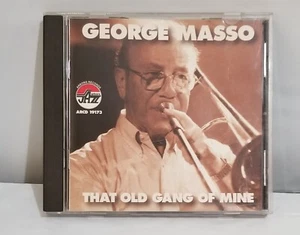 GEORGE MASSO
JAZZ
ARCD 19173
THAT OLD GANG OF MINE